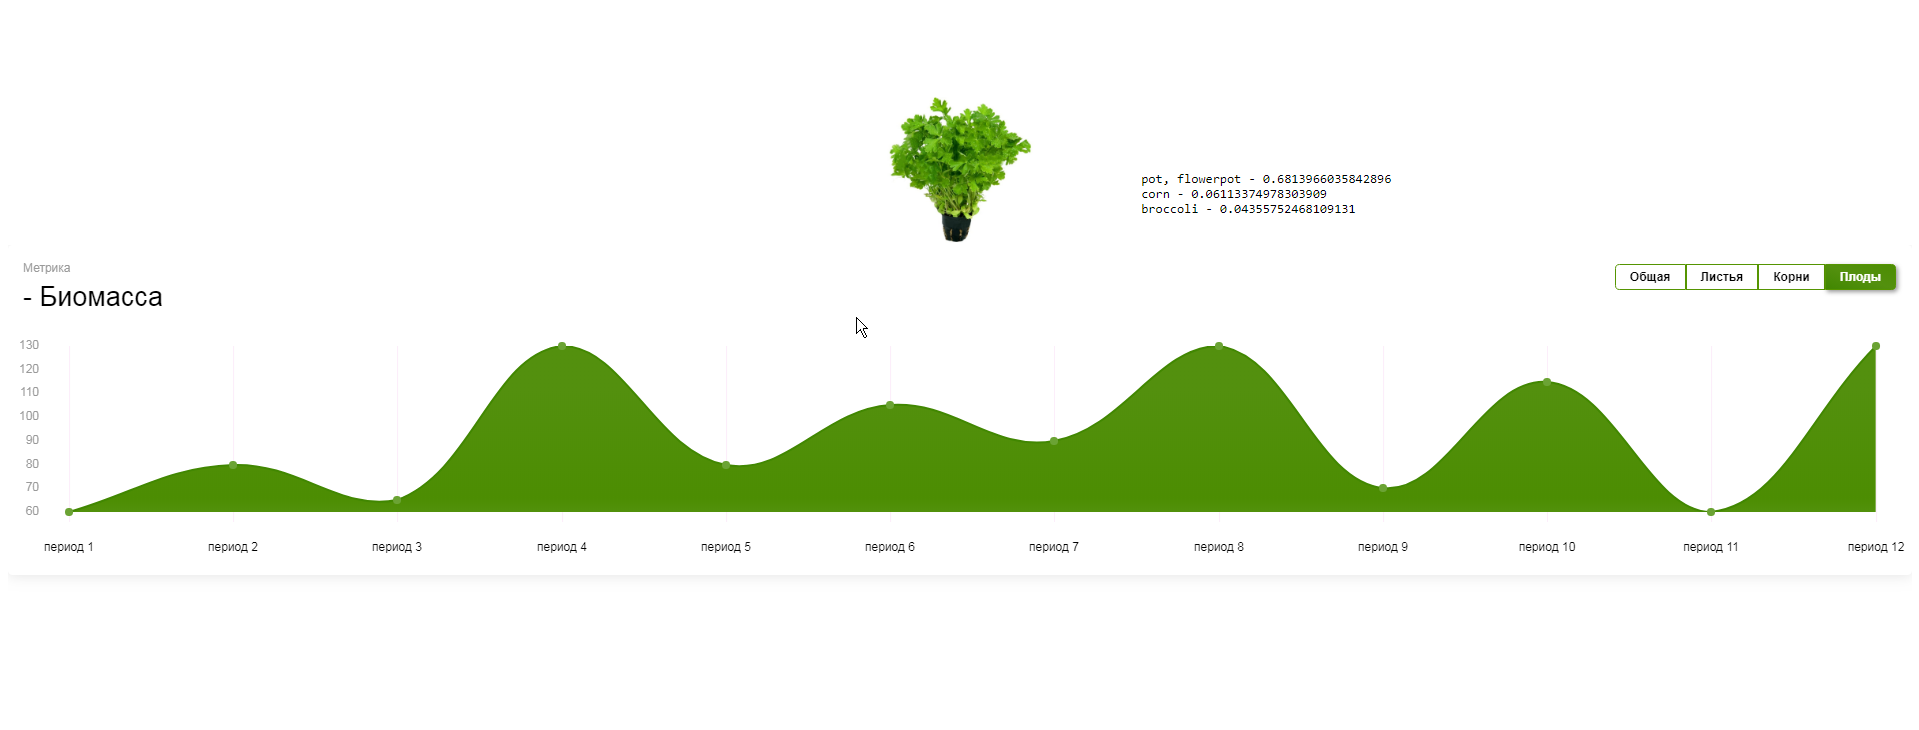 pot, flowerpot - 0.6813966035842896
corn - 0.06113374978303909
broccoli - 0.04355752468109131
Метрика
- Биомасса
Общая Листья Корни Плоды
130
120
110
100
90
80
70
60
период 1 период 2 период 3 период 4 период 5 период 6 период 7 период 8 период 9 период 10 период 11 период 12